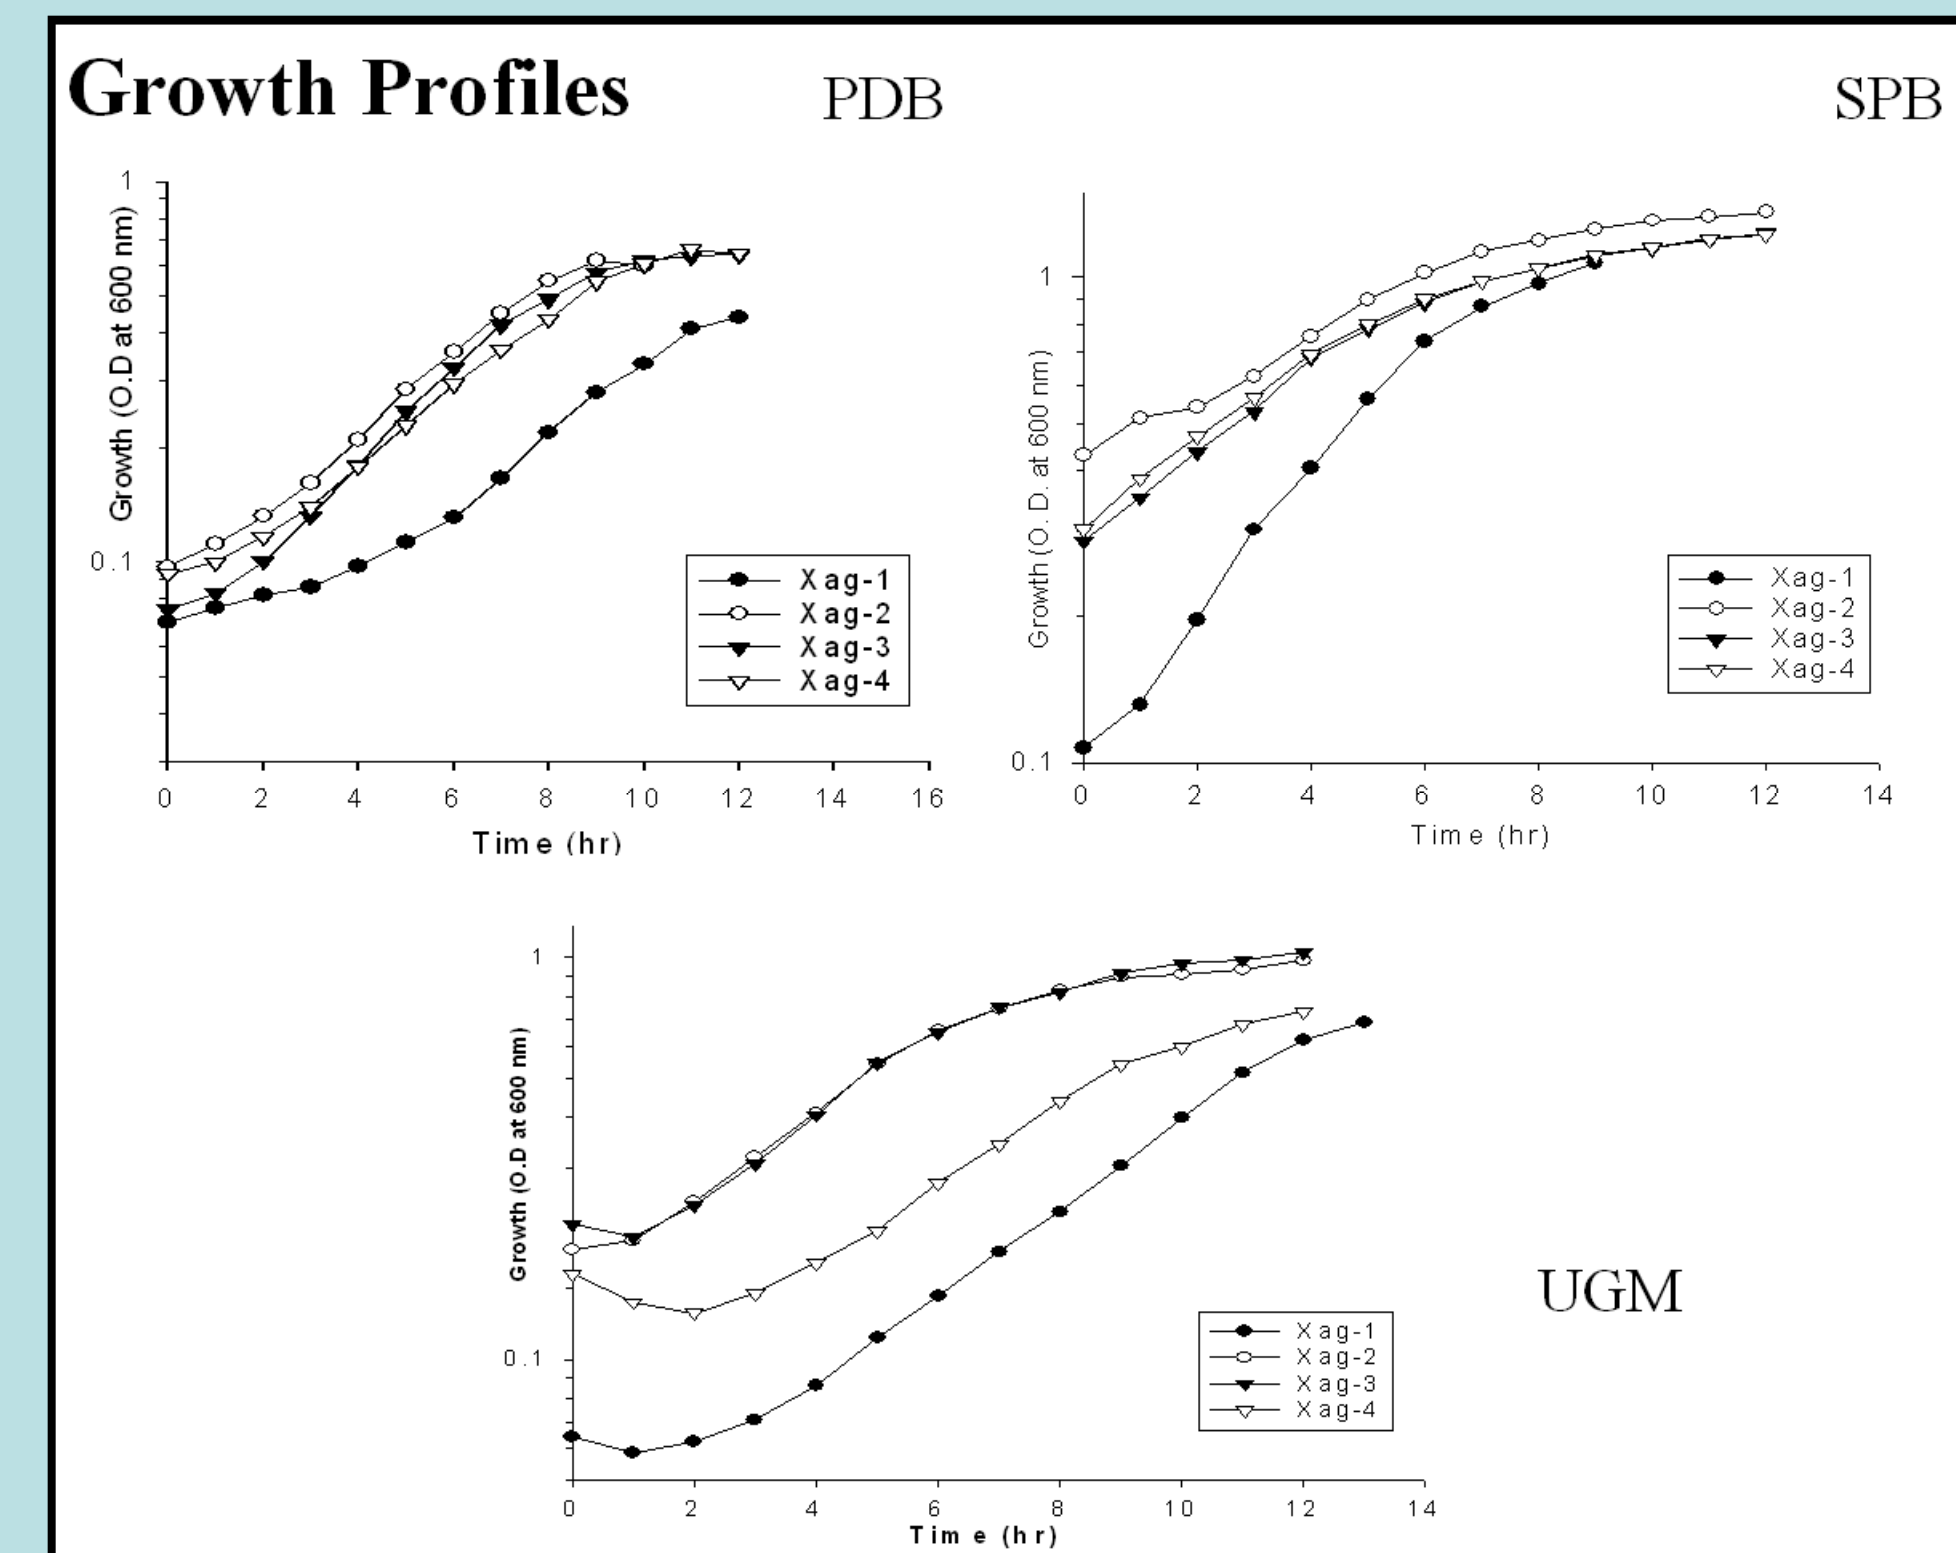 Growth Profiles
PDB
SPB
1
0.1
Growth (O.D at 600 nm)
Xag-1
Xag-2
Xag-3
Xag-4
0 2 4 6 8 10 12 14 16
Time (hr)
1
0.1
Growth (O. D. at 600 nm)
Xag-1
Xag-2
Xag-3
Xag-4
0 2 4 6 8 10 12 14
Time (hr)
1
0.1
Growth (O.D at 600 nm)
UGM
Xag-1
Xag-2
Xag-3
Xag-4
0 2 4 6 8 10 12 14
Time (hr)